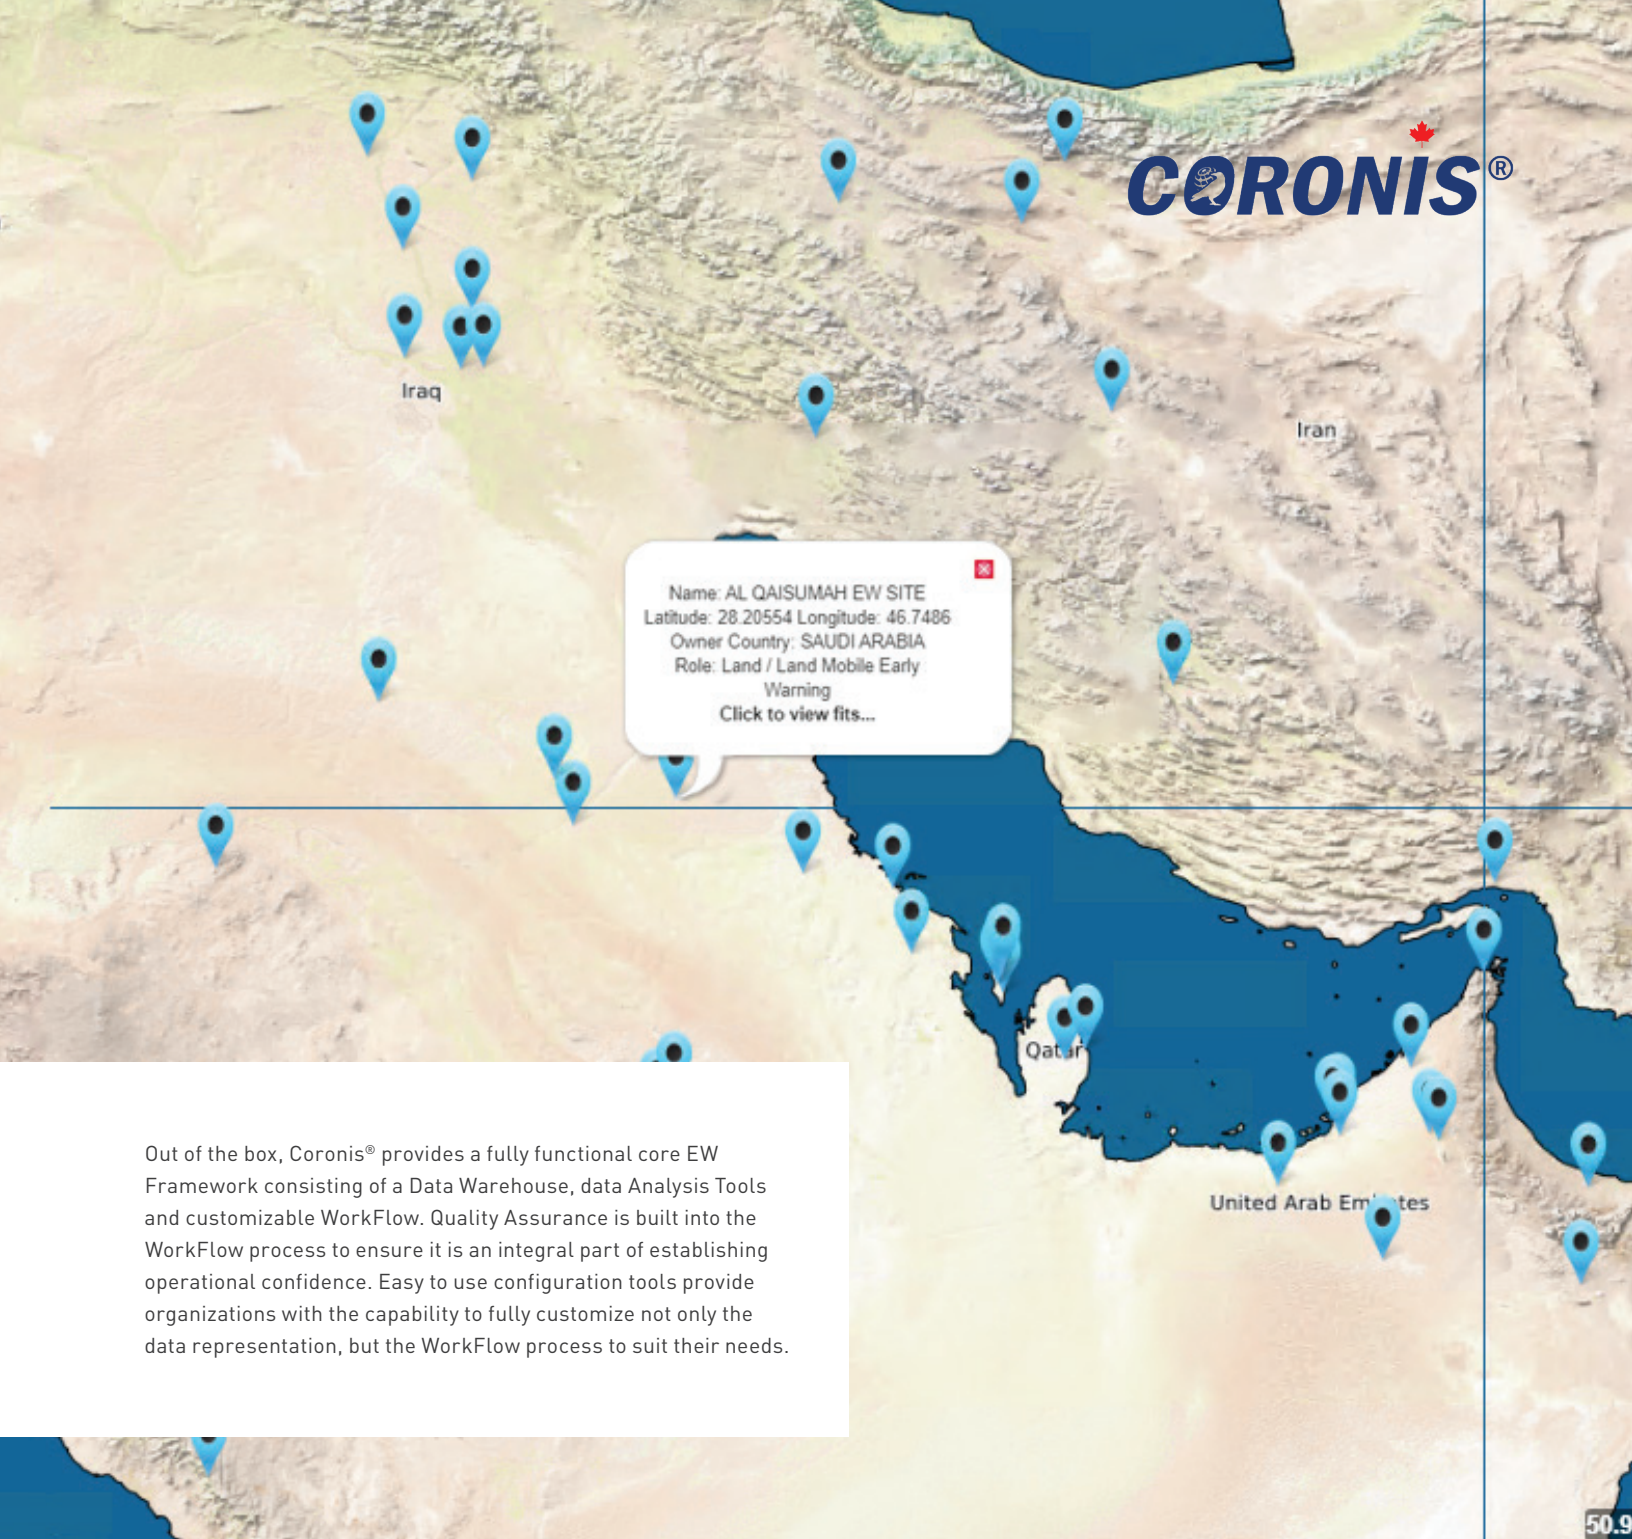 CORONIS®
Iraq
Iran
Name: AL QAISUMAH EW SITE
Latitude: 28.20554 Longitude: 46.7486
Owner Country: SAUDI ARABIA
Role: Land / Land Mobile Early
Warning
Click to view fits...
Qatar
United Arab Emirates
Out of the box, Coronis® provides a fully functional core EW
Framework consisting of a Data Warehouse, data Analysis Tools
and customizable WorkFlow. Quality Assurance is built into the
WorkFlow process to ensure it is an integral part of establishing
operational confidence. Easy to use configuration tools provide
organizations with the capability to fully customize not only the
data representation, but the WorkFlow process to suit their needs.
50.9